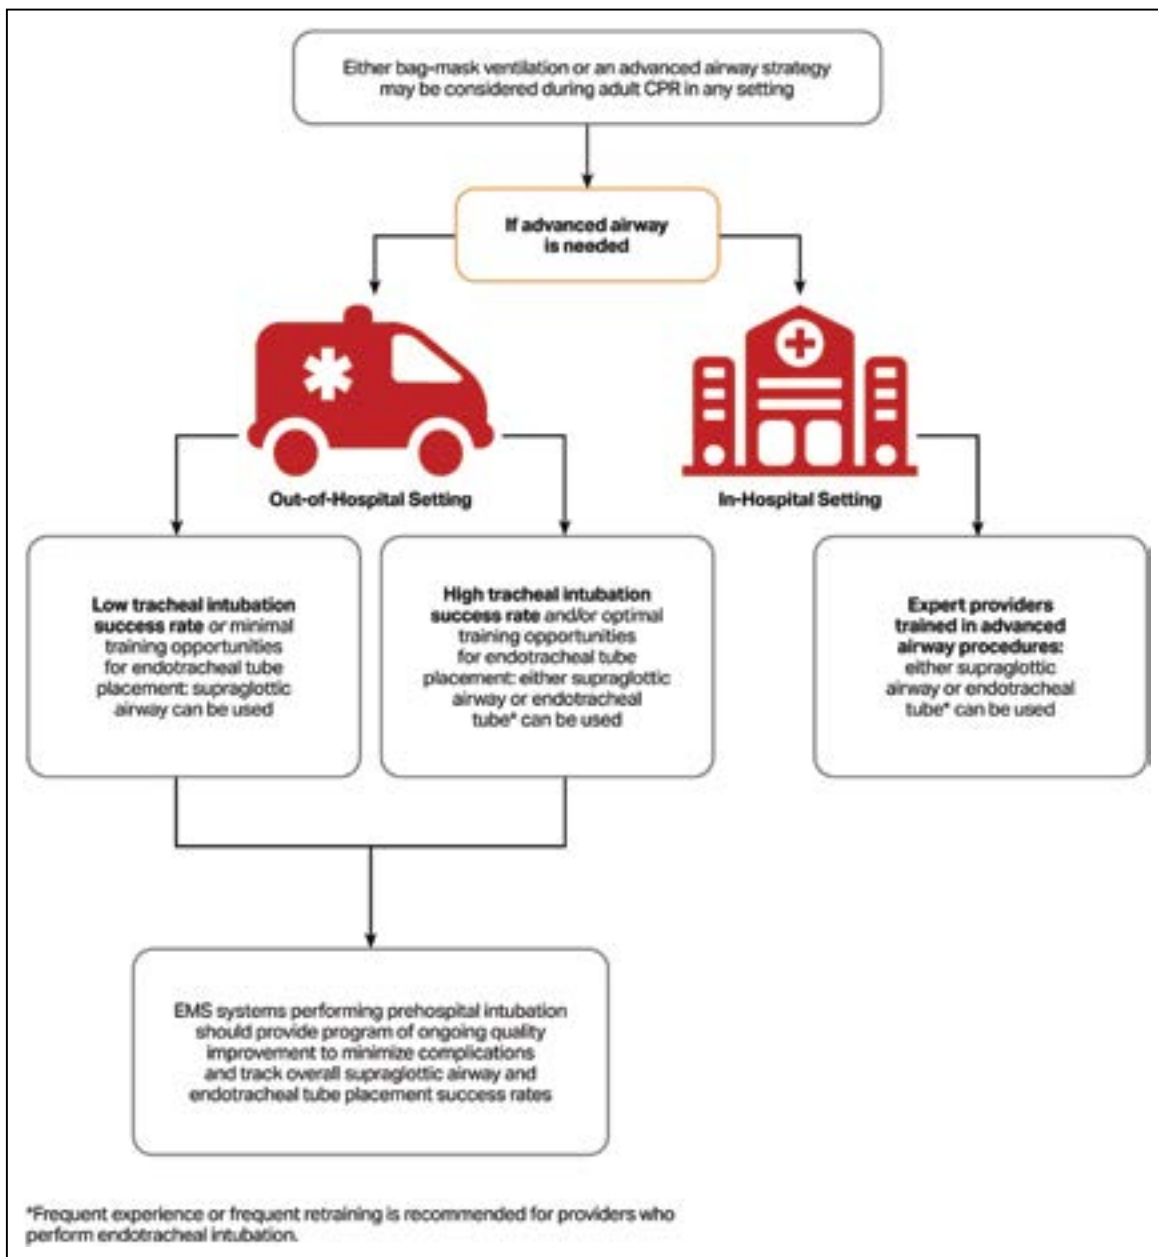 Either bag-mask ventilation or an advanced airway strategy
may be considered during adult CPR in any setting
If advanced airway
is needed
Out-of-Hospital Setting
In-Hospital Setting
Low tracheal intubation
success rate or minimal
training opportunities
for endotracheal tube
placement: supraglottic
airway can be used
High tracheal intubation
success rate and/or optimal
training opportunities
for endotracheal tube
placement: either supraglottic
airway or endotracheal
tube* can be used
Expert providers
trained in advanced
airway procedures:
either supraglottic
airway or endotracheal
tube* can be used
EMS systems performing prehospital intubation
should provide program of ongoing quality
improvement to minimize complications
and track overall supraglottic airway and
endotracheal tube placement success rates
*Frequent experience or frequent retraining is recommended for providers who
perform endotracheal intubation.